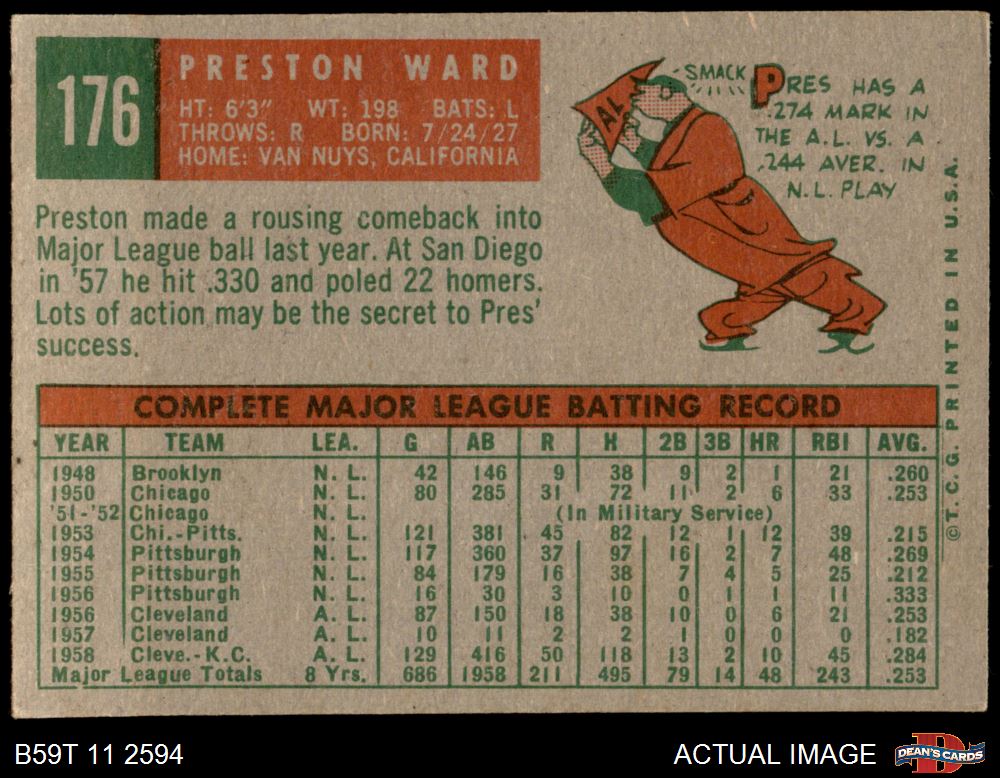 176
PRESTON WARD
HT: 6'3" WT: 198 BATS: L
THROWS: R BORN: 7/24/27
HOME: VAN NUYS, CALIFORNIA
Preston made a rousing comeback into
Major League ball last year. At San Diego
in '57 he hit .330 and poled 22 homers.
Lots of action may be the secret to Pres'
success.
AL
SMACK
PRES HAS A
.274 MARK IN
THE A.L. VS. A
.244 AVER. IN
N.L. PLAY
COMPLETE MAJOR LEAGUE BATTING RECORD
YEAR TEAM LEA. G AB R H 2B 3B HR RBI AVG.
1948 Brooklyn N. L. 42 146 9 38 9 2 1 21 .260
1950 Chicago N. L. 80 285 31 72 11 2 6 33 .253
'51-'52 Chicago N. L. (In Military Service)
1953 Chi.-Pitts. N. L. 121 381 45 82 12 1 12 39 .215
1954 Pittsburgh N. L. 117 360 37 97 16 2 7 48 .269
1955 Pittsburgh N. L. 84 179 16 38 7 4 5 25 .212
1956 Pittsburgh N. L. 16 30 3 10 0 1 1 11 .333
1956 Cleveland A. L. 87 150 18 38 10 0 6 21 .253
1957 Cleveland A. L. 10 11 2 2 1 0 0 0 .182
1958 Cleve.-K.C. A. L. 129 416 50 118 13 2 10 45 .284
Major League Totals 8 Yrs. 686 1958 211 495 79 14 48 243 .253
©T.C.G. PRINTED IN U.S.A.
B59T 11 2594
ACTUAL IMAGE
DEAN'S CARDS